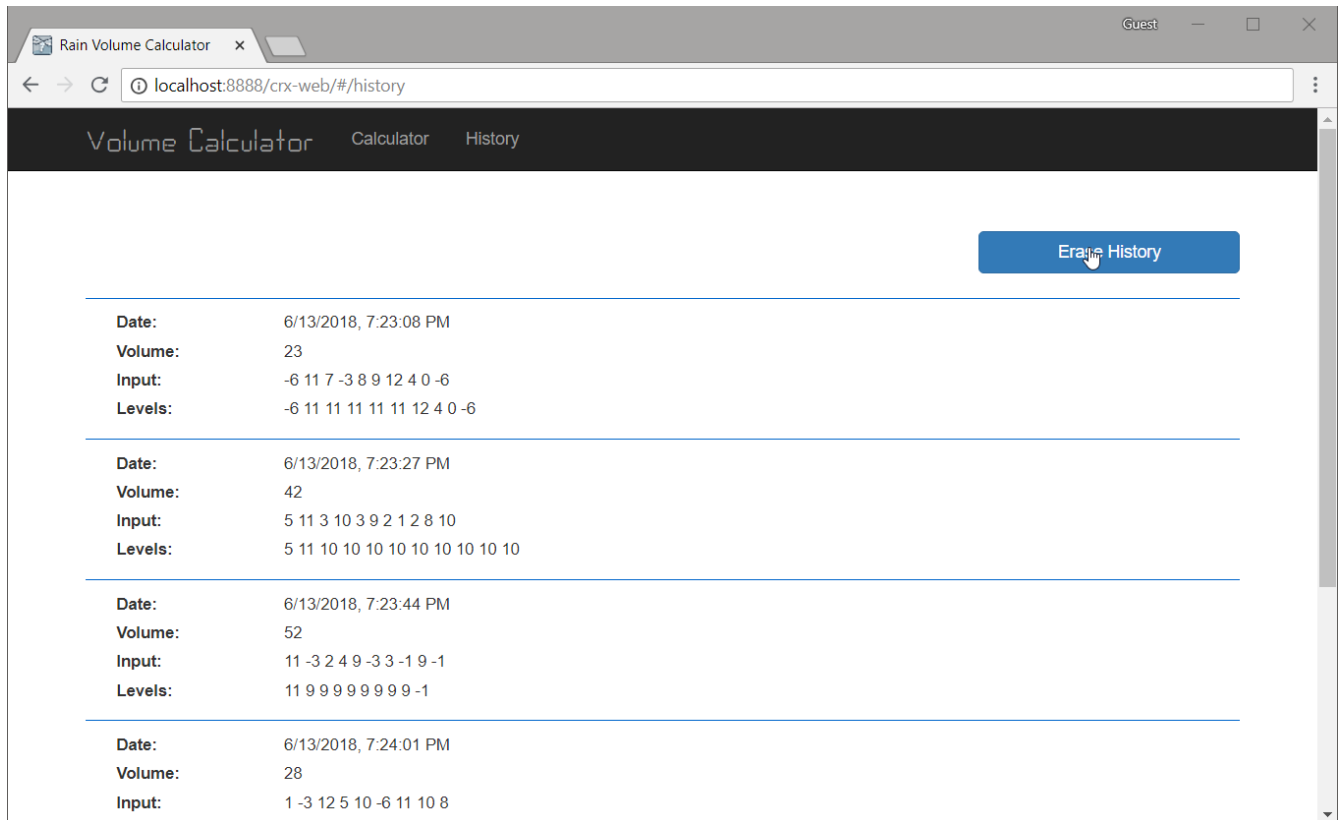 Guest
Rain Volume Calculator
localhost:8888/crx-web/#/history
Volume Calculator Calculator History
Erase History
Date: 6/13/2018, 7:23:08 PM
Volume: 23
Input: -6 11 7 -3 8 9 12 4 0 -6
Levels: -6 11 11 11 11 11 12 4 0 -6
Date: 6/13/2018, 7:23:27 PM
Volume: 42
Input: 5 11 3 10 3 9 2 1 2 8 10
Levels: 5 11 10 10 10 10 10 10 10 10 10
Date: 6/13/2018, 7:23:44 PM
Volume: 52
Input: 11 -3 2 4 9 -3 3 -1 9 -1
Levels: 11 9 9 9 9 9 9 9 9 -1
Date: 6/13/2018, 7:24:01 PM
Volume: 28
Input: 1 -3 12 5 10 -6 11 10 8